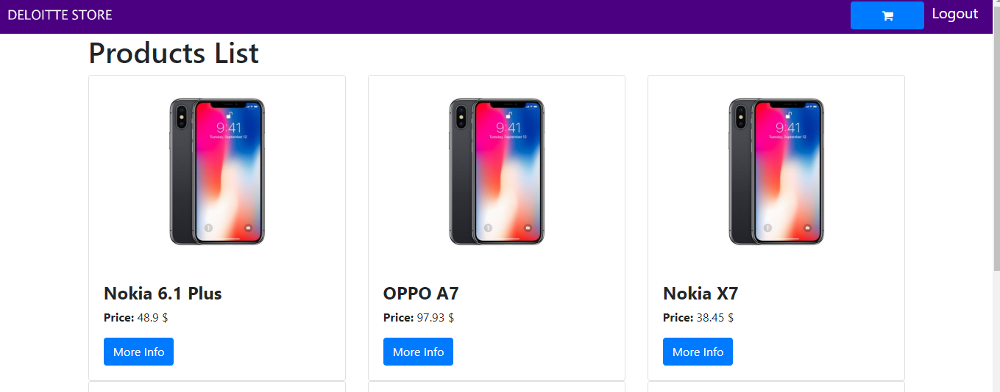 DELOITTE STORE
Logout
Products List
9:41
Tuesday, September 12
9:41
Tuesday, September 12
9:41
Tuesday, September 12
Nokia 6.1 Plus
OPPO A7
Nokia X7
Price: 48.9 $
Price: 97.93 $
Price: 38.45 $
More Info
More Info
More Info